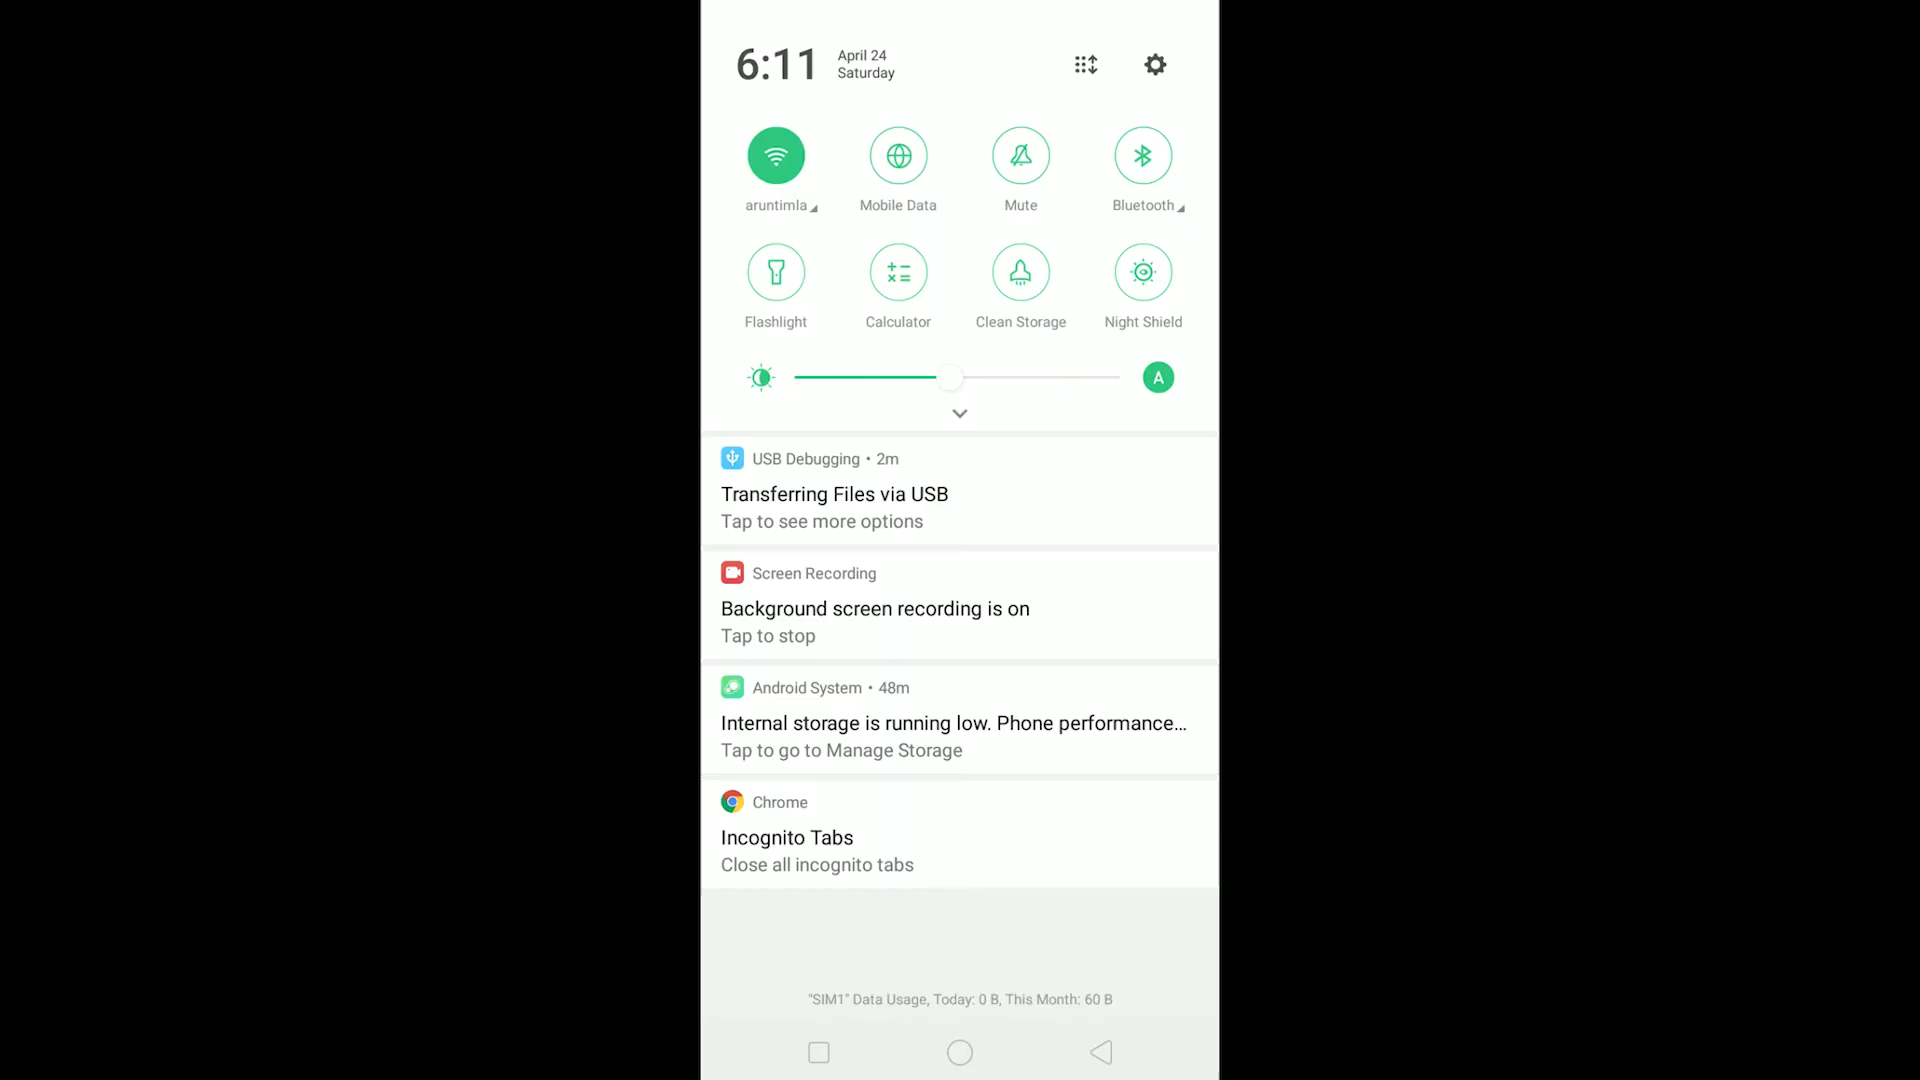 6:11
April 24
Saturday
aruntimla
Mobile Data
Mute
Bluetooth
Flashlight
Calculator
Clean Storage
Night Shield
A
USB Debugging • 2m
Transferring Files via USB
Tap to see more options
Screen Recording
Background screen recording is on
Tap to stop
Android System • 48m
Internal storage is running low. Phone performance...
Tap to go to Manage Storage
Chrome
Incognito Tabs
Close all incognito tabs
"SIM1" Data Usage, Today: 0 B, This Month: 60 B